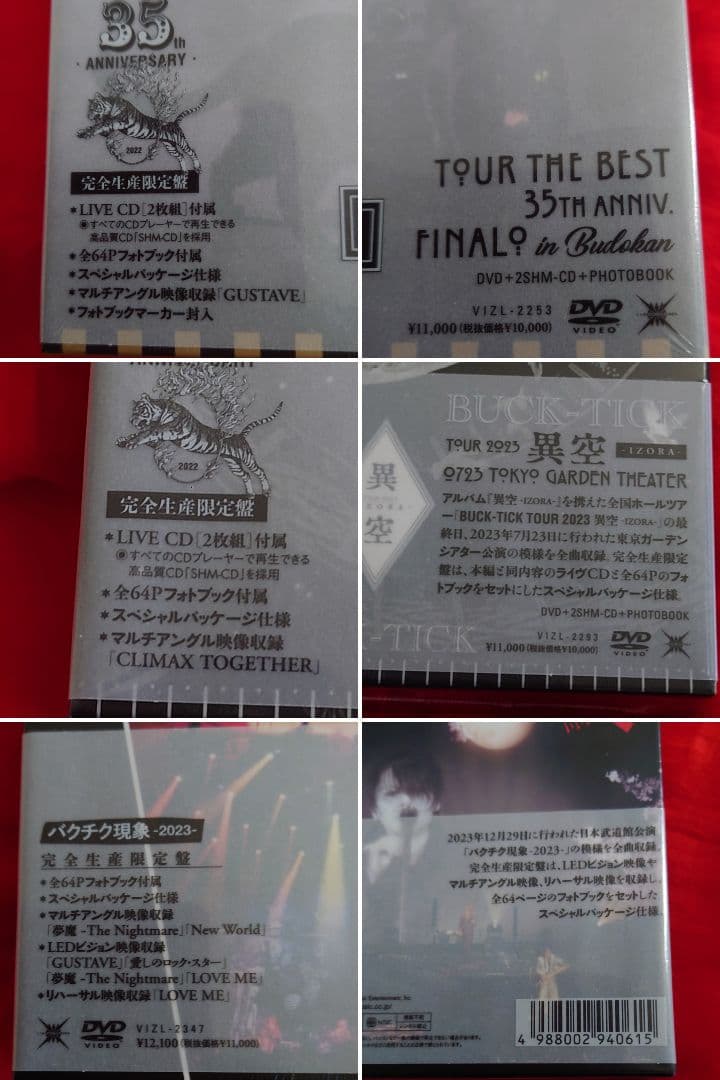 35th
・ANNIVERSARY・
2022
完全生産限定盤
*LIVE CD[2枚組]付属
◉すべてのCDプレーヤーで再生できる
高品質CD「SHM-CD」を採用
*全64Pフォトブック付属
*スペシャルパッケージ仕様
*マルチアングル映像収録「GUSTAVE」
*フォトブックマーカー封入
TOUR THE BEST
35TH ANNIV.
FINALO in Budokan
DVD+2SHM-CD+PHOTOBOOK
VIZL-2253
¥11,000(税抜価格¥10,000)
DVD
VIDEO
2022
完全生産限定盤
*LIVE CD[2枚組]付属
◉すべてのCDプレーヤーで再生できる
高品質CD「SHM-CD」を採用
*全64Pフォトブック付属
*スペシャルパッケージ仕様
*マルチアングル映像収録
「CLIMAX TOGETHER」
BUCK-TICK
TOUR 2023 異空 -IZORA-
0723 TOKYO GARDEN THEATER
異空
アルバム『異空 -IZORA-』を携えた全国ホールツア
ー「BUCK-TICK TOUR 2023 異空 -IZORA-」の最
終日、2023年7月23日に行われた東京ガーデン
シアター公演の模様を全曲収録。完全生産限定
盤は、本編と同内容のライヴCDと全64Pのフォ
トブックをセットにしたスペシャルパッケージ仕様。
DVD+2SHM-CD+PHOTOBOOK
VIZL-2293
¥11,000(税抜価格¥10,000)
DVD
VIDEO
K-TICK
バクチク現象 -2023-
完全生産限定盤
*全64Pフォトブック付属
*スペシャルパッケージ仕様
*マルチアングル映像収録
「夢魔 -The Nightmare」「New World」
*LEDビジョン映像収録
「GUSTAVE」「愛しのロック・スター」
「夢魔 -The Nightmare」「LOVE ME」
*リハーサル映像収録「LOVE ME」
DVD
VIDEO
VIZL-2347
¥12,100(税抜価格¥11,000)
2023年12月29日に行われた日本武道館公演
「バクチク現象 -2023-」の模様を全曲収録。
完全生産限定盤は、LEDビジョン映像や
マルチアングル映像、リハーサル映像を収録し、
全64ページのフォトブックをセットした
スペシャルパッケージ仕様。
4 988002 940615